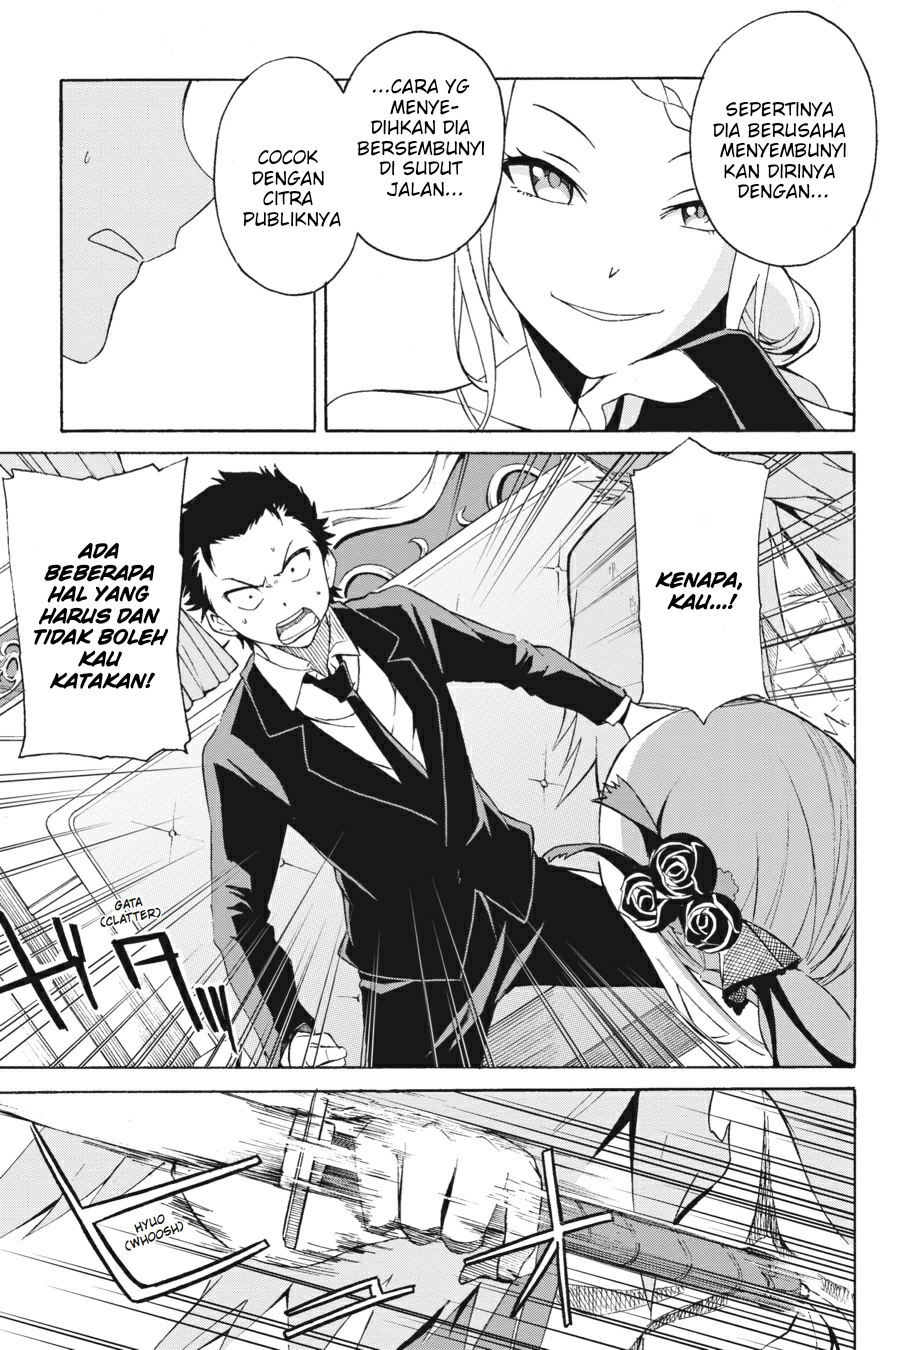 SEPERTINYA
DIA BERUSAHA
MENYEMBUNYI
KAN DIRINYA
DENGAN...
...CARA YG
MENYE-
DIHKAN DIA
BERSEMBUNYI
DI SUDUT
JALAN...
COCOK
DENGAN
CITRA
PUBLIKNYA
KENAPA,
KAU...!
ADA
BEBERAPA
HAL YANG
HARUS DAN
TIDAK BOLEH
KAU
KATAKAN!
GATA
(CLATTER)
ガタッ
HYUO
(WHOOSH)